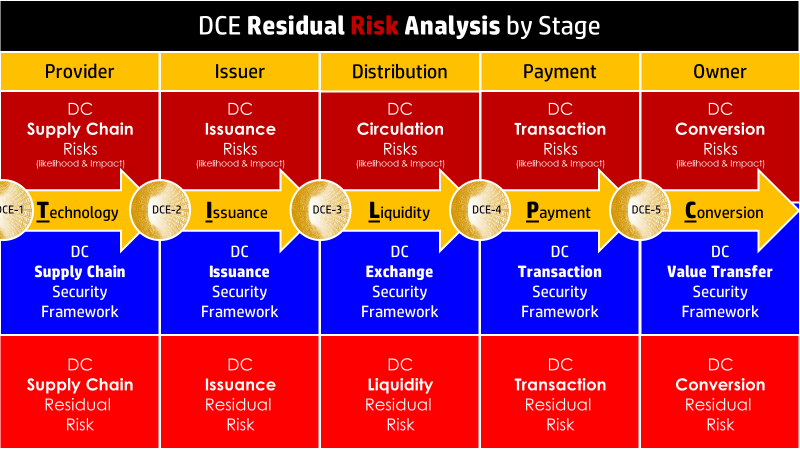 DCE Residual Risk Analysis by Stage
Provider
Issuer
Distribution
Payment
Owner
DC
Supply Chain
Risks
(likelihood & Impact)
DC
Issuance
Risks
(likelihood & Impact)
DC
Circulation
Risks
(likelihood & Impact)
DC
Transaction
Risks
(likelihood & Impact)
DC
Conversion
Risks
(likelihood & Impact)
DCE-1
Technology
DCE-2
Issuance
DCE-3
Liquidity
DCE-4
Payment
DCE-5
Conversion
DC
Supply Chain
Security
Framework
DC
Issuance
Security
Framework
DC
Exchange
Security
Framework
DC
Transaction
Security
Framework
DC
Value Transfer
Security
Framework
DC
Supply Chain
Residual
Risk
DC
Issuance
Residual
Risk
DC
Liquidity
Residual
Risk
DC
Transaction
Residual
Risk
DC
Conversion
Residual
Risk